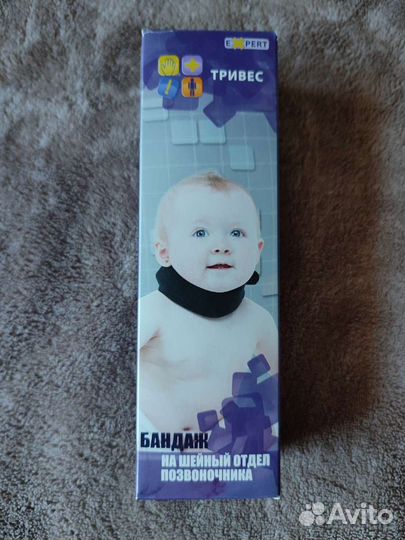 EXPERT
ТРИВЕС
БАНДАЖ
НА ШЕЙНЫЙ ОТДЕЛ
ПОЗВОНОЧНИКА
Avito